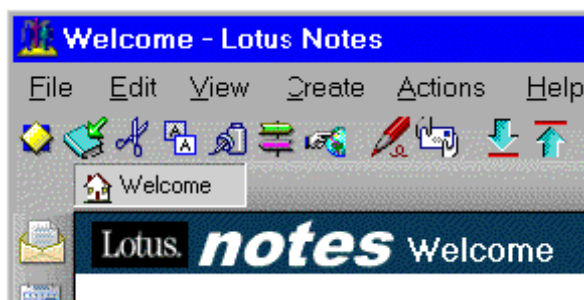 Welcome - Lotus Notes
File Edit View Create Actions Help
Welcome
Lotus. notes Welcome